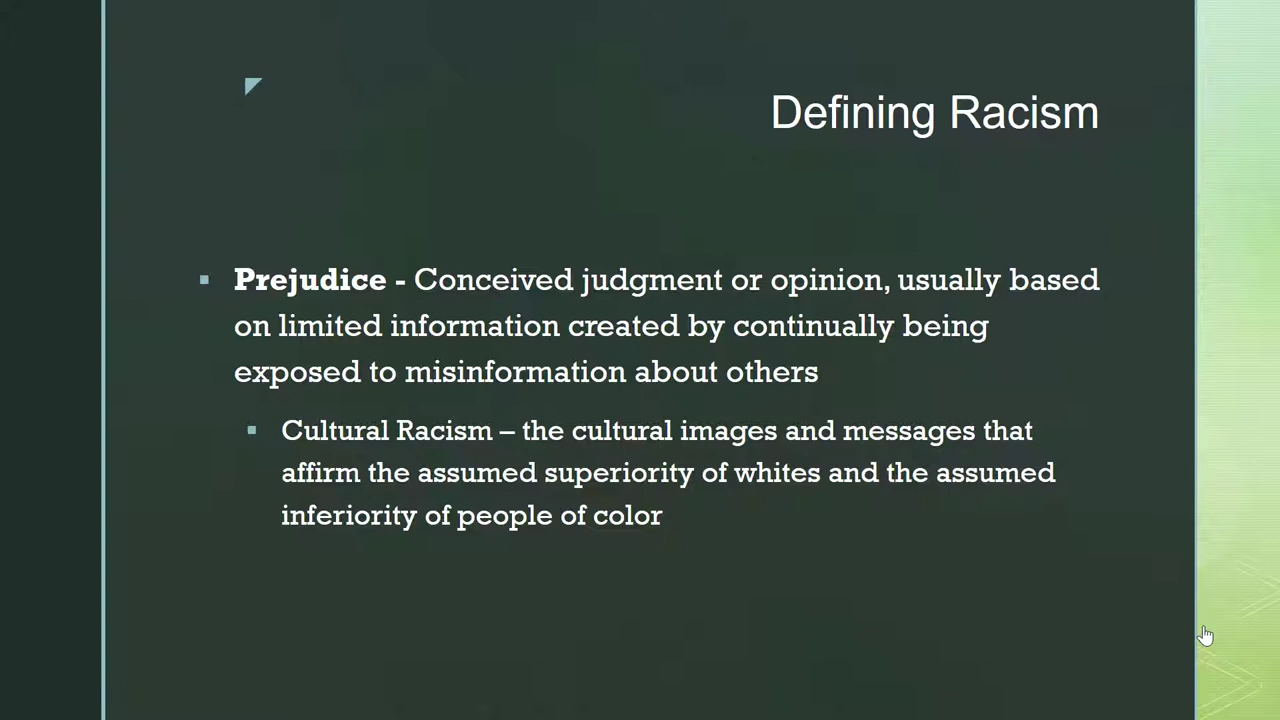 Defining Racism
▪ Prejudice - Conceived judgment or opinion, usually based
on limited information created by continually being
exposed to misinformation about others
▪ Cultural Racism – the cultural images and messages that
affirm the assumed superiority of whites and the assumed
inferiority of people of color